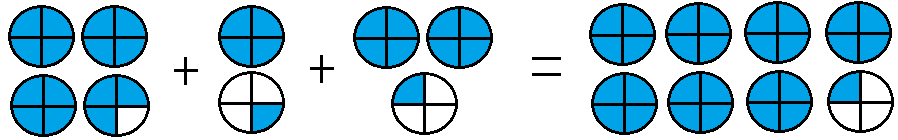 + + =